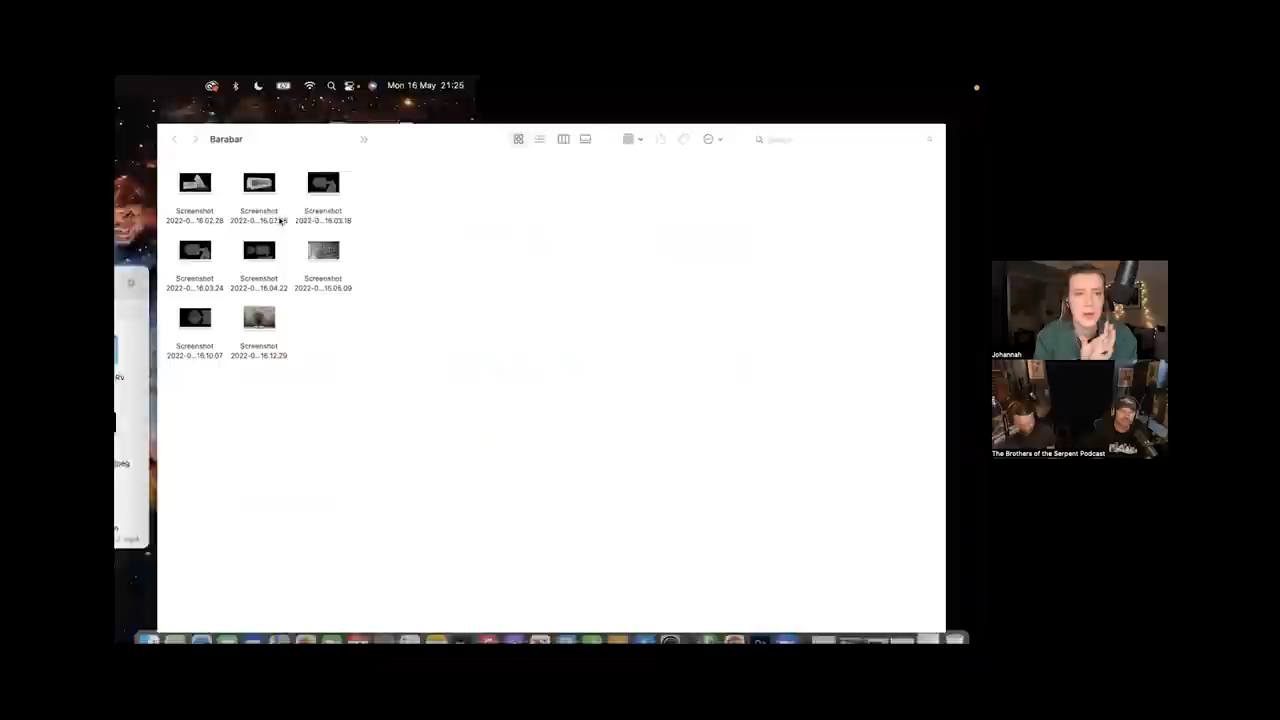 Mon 16 May 21:25
Barabar
Search
Screenshot
2022-0...16.02.28
Screenshot
Screenshot
2022-0...16.03.18
Screenshot
2022-0...16.03.24
Screenshot
2022-0...16.04.22
Screenshot
2022-0...16.06.09
Screenshot
2022-0...16.10.07
Screenshot
2022-0...16.12.29
Johannah
The Brothers of the Serpent Podcast